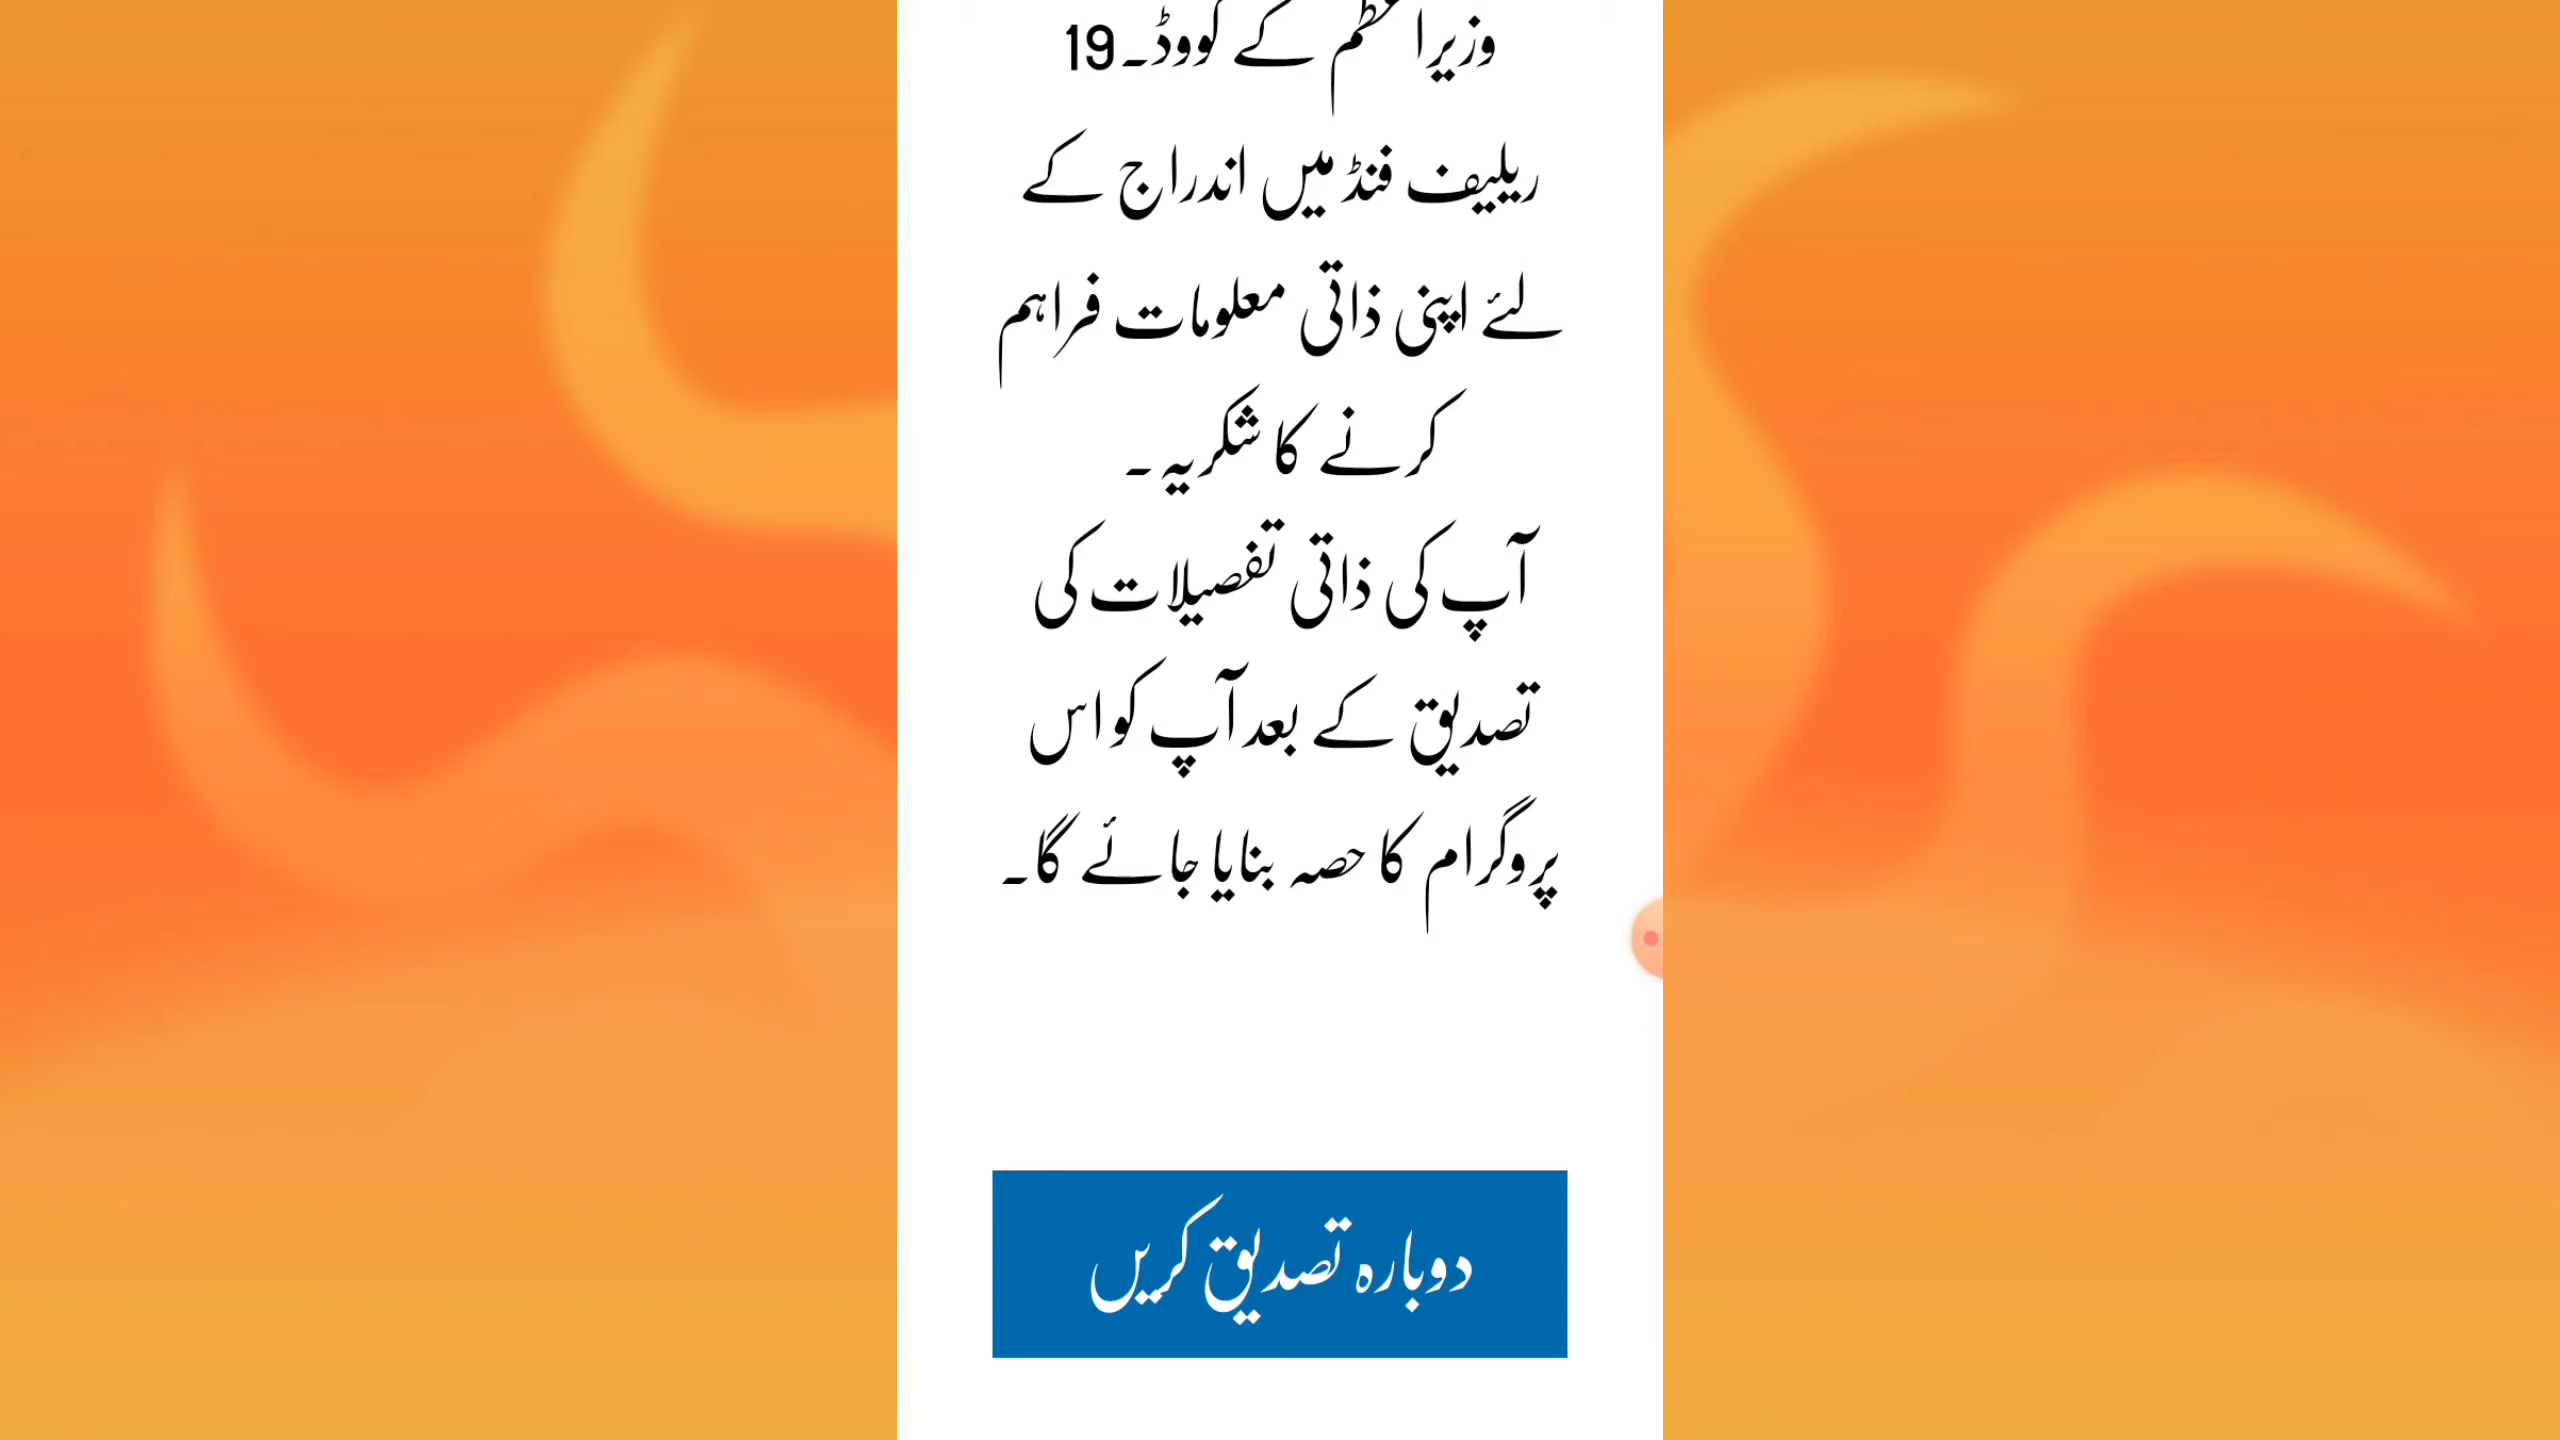 وزیراعظم کے کووڈ۔19
ریلیف فنڈ میں اندراج کے
لئے اپنی ذاتی معلومات فراہم
کرنے کا شکریہ۔
آپ کی ذاتی تفصیلات کی
تصدیق کے بعد آپ کو اس
پروگرام کا حصہ بنایا جائے گا۔
دوبارہ تصدیق کریں